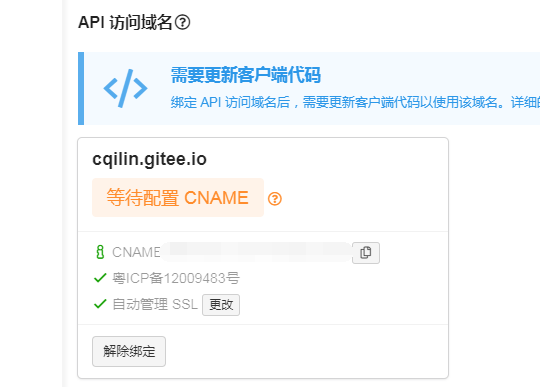 API 访问域名?
需要更新客户端代码
绑定 API 访问域名后，需要更新客户端代码以使用该域名。详细的
cqilin.gitee.io
等待配置 CNAME ?
CNAME
粤ICP备12009483号
自动管理 SSL 更改
解除绑定